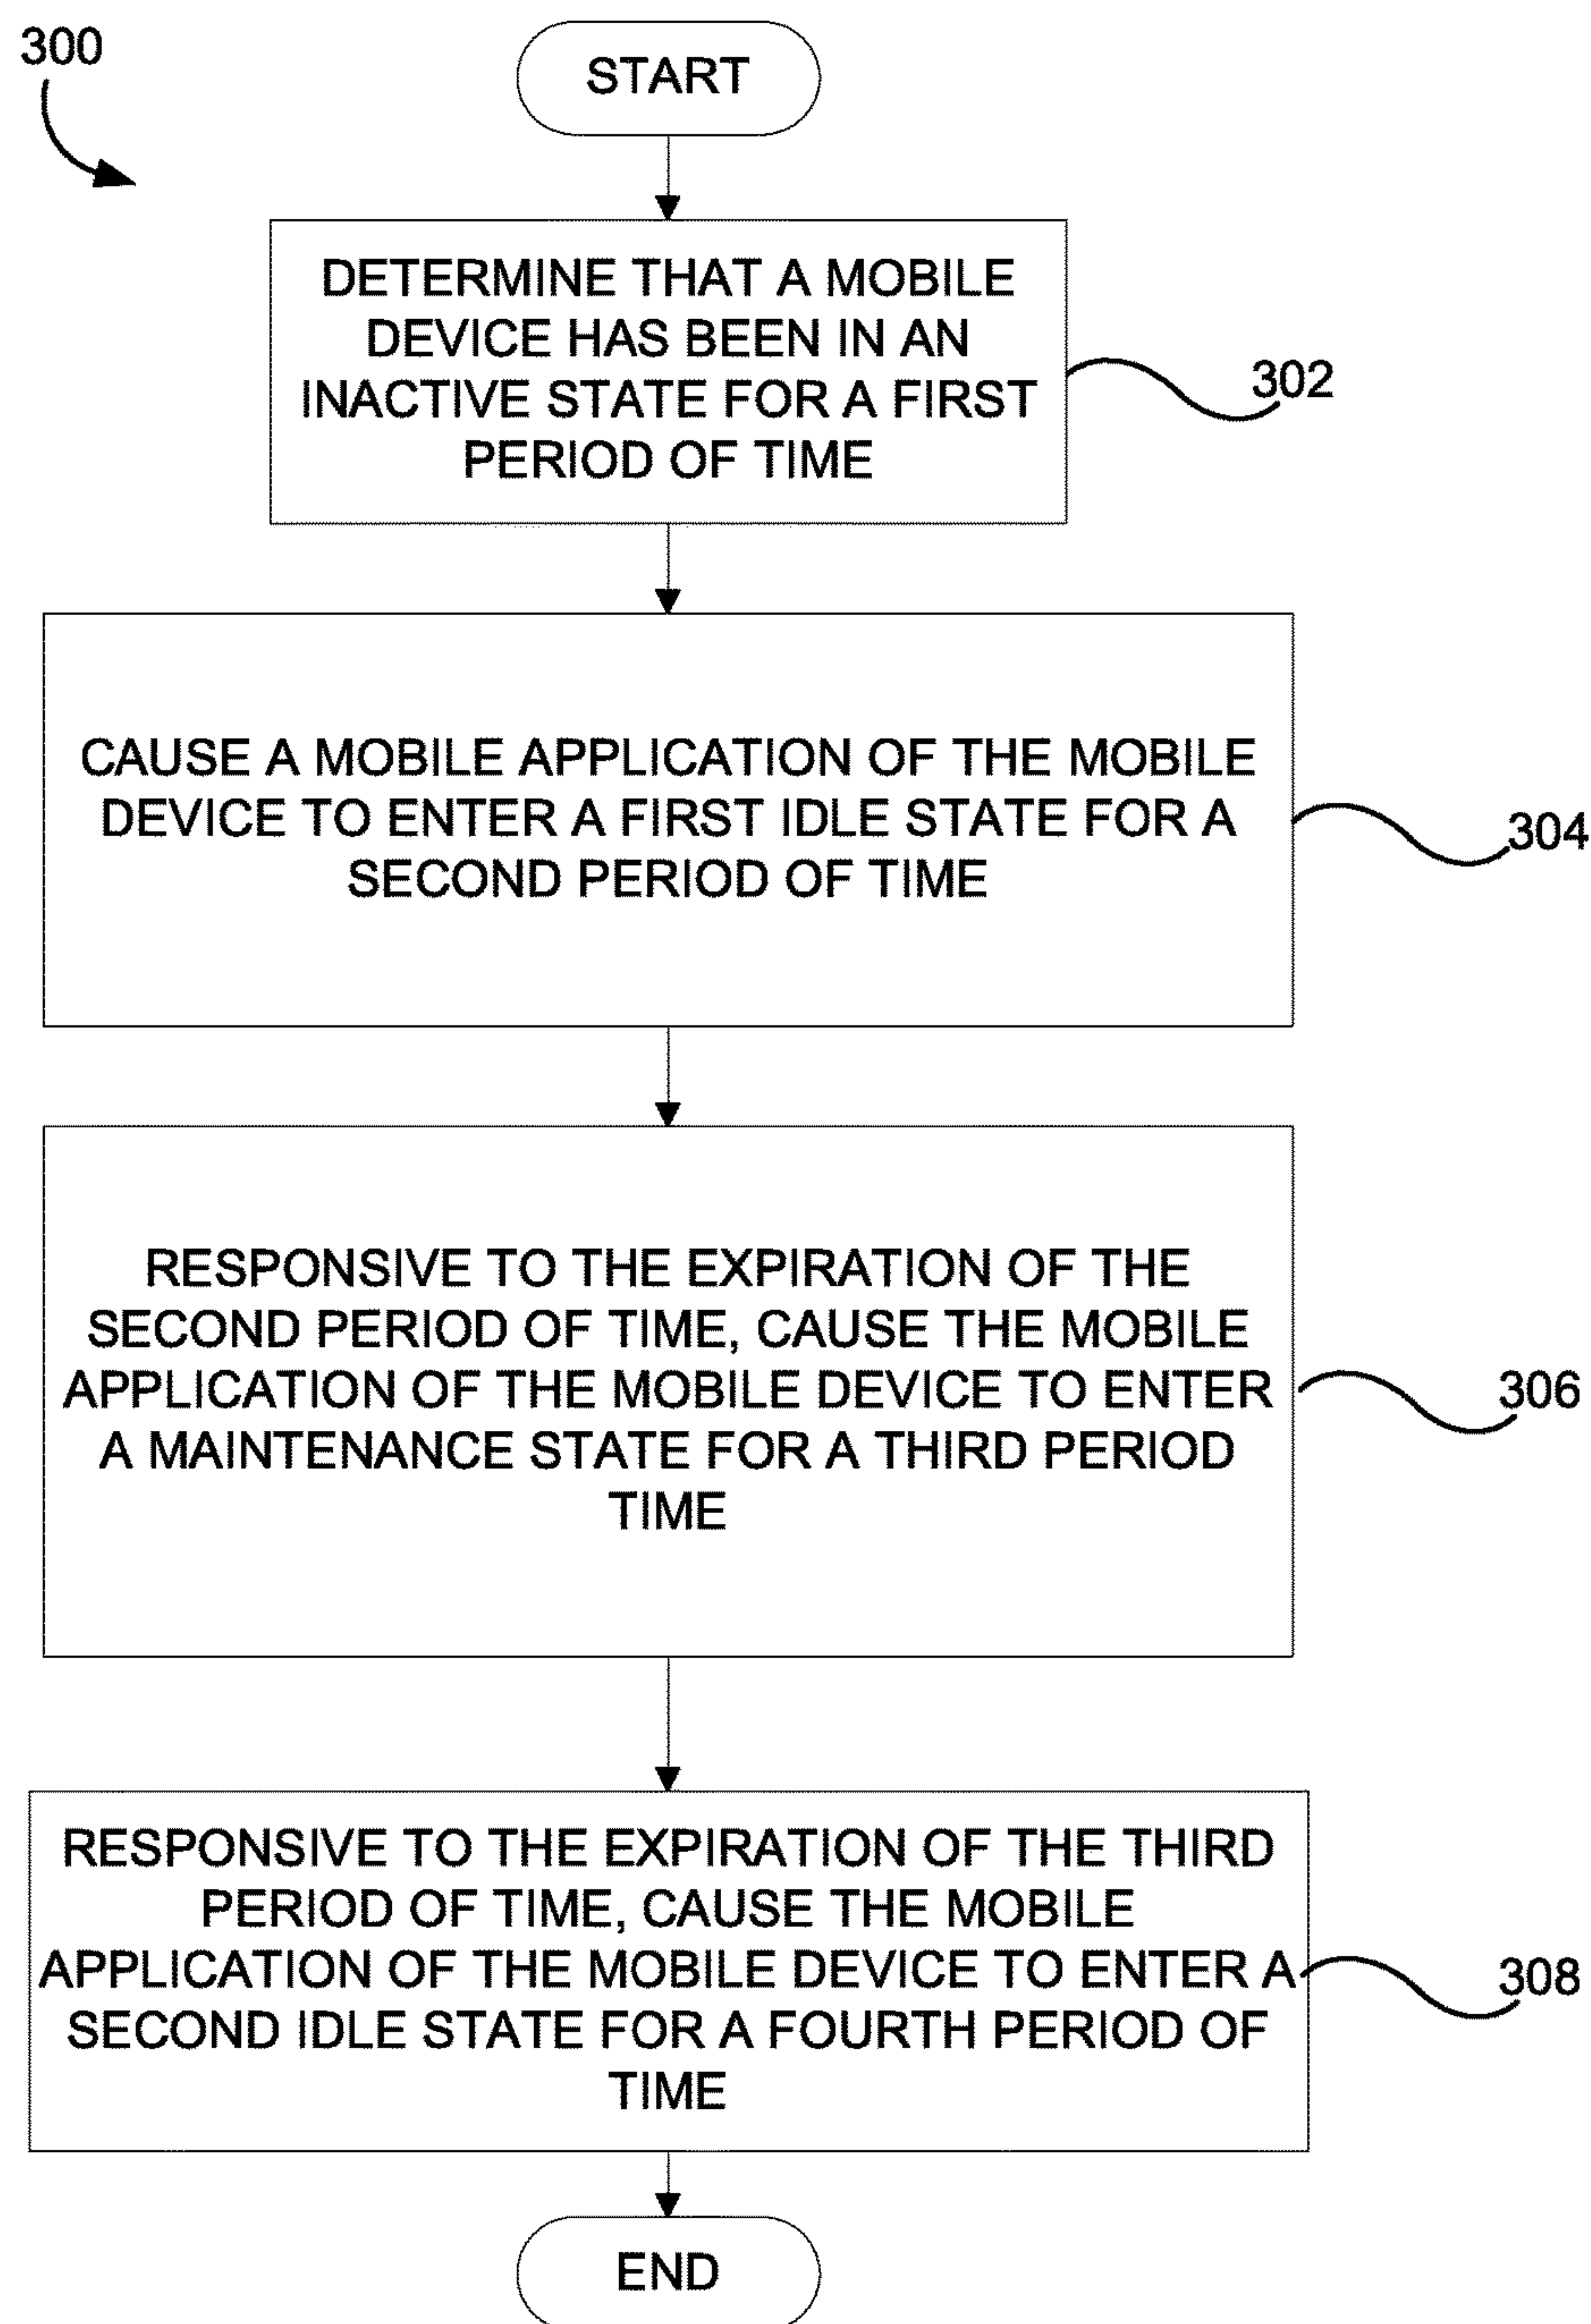 300
START
DETERMINE THAT A MOBILE
DEVICE HAS BEEN IN AN
INACTIVE STATE FOR A FIRST
PERIOD OF TIME
302
CAUSE A MOBILE APPLICATION OF THE MOBILE
DEVICE TO ENTER A FIRST IDLE STATE FOR A
SECOND PERIOD OF TIME
304
RESPONSIVE TO THE EXPIRATION OF THE
SECOND PERIOD OF TIME, CAUSE THE MOBILE
APPLICATION OF THE MOBILE DEVICE TO ENTER
A MAINTENANCE STATE FOR A THIRD PERIOD
TIME
306
RESPONSIVE TO THE EXPIRATION OF THE THIRD
PERIOD OF TIME, CAUSE THE MOBILE
APPLICATION OF THE MOBILE DEVICE TO ENTER A
SECOND IDLE STATE FOR A FOURTH PERIOD OF
TIME
308
END